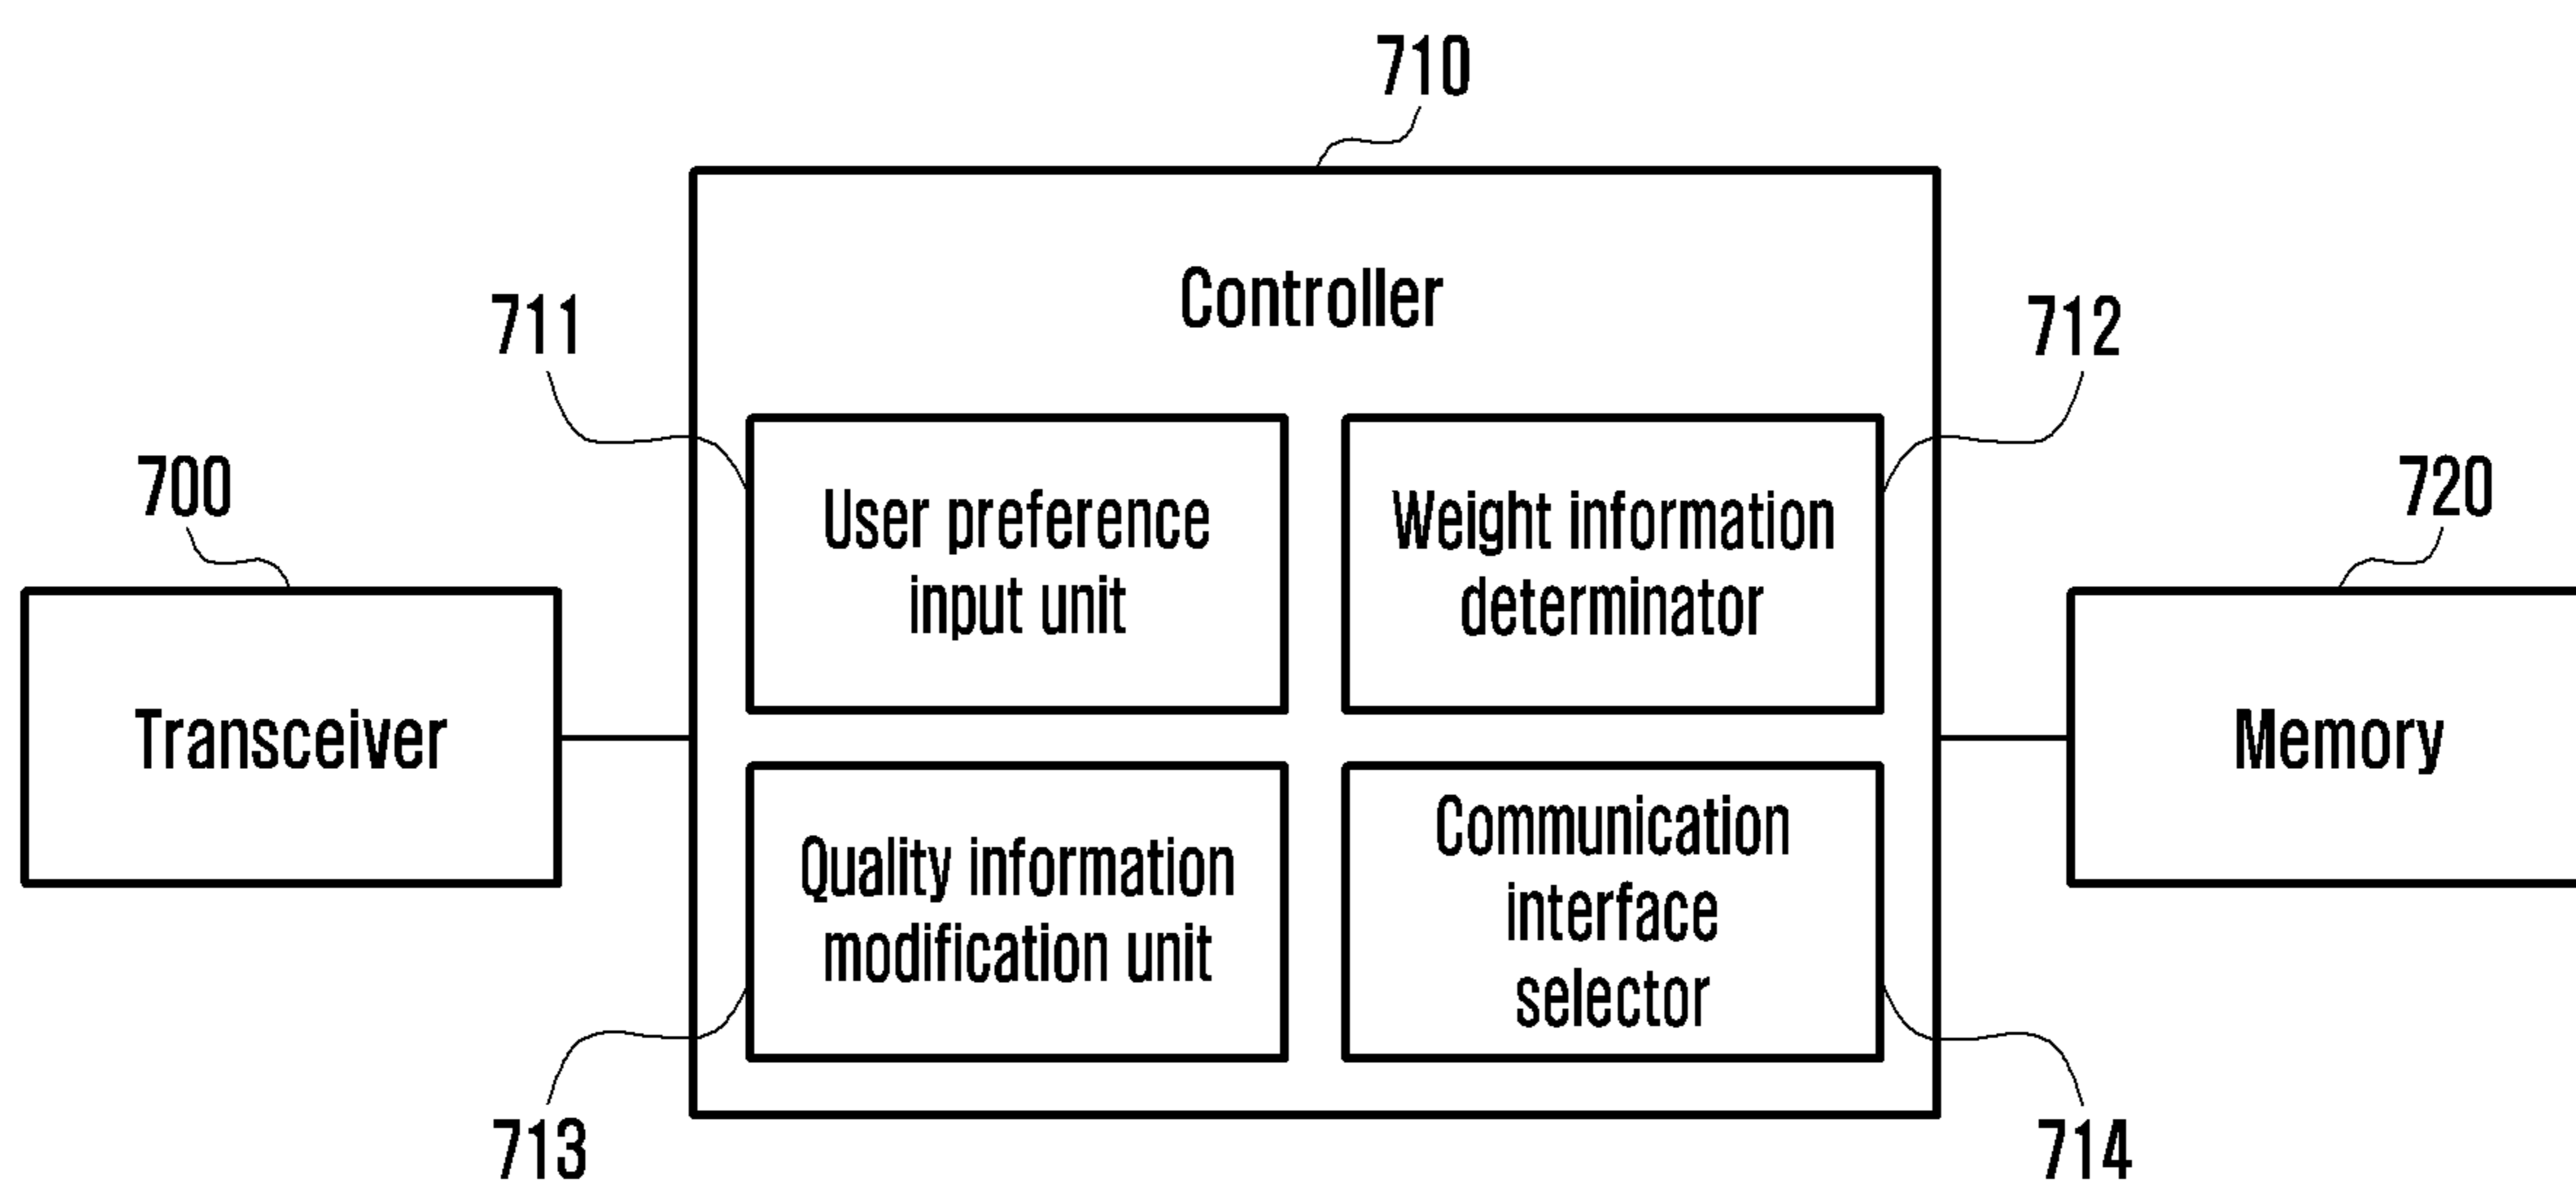 710
Controller
711
712
700
720
User preference
input unit
Weight information
determinator
Transceiver
Memory
Quality information
modification unit
Communication
interface
selector
713
714